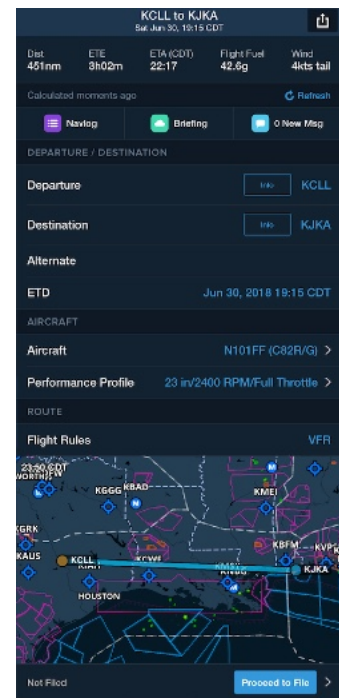 KCLL to KJKA
Sat Jun 30, 19:15 CDT
Dist ETE ETA (CDT) Flight Fuel Wind
451nm 3h02m 22:17 42.6g 4kts tail
Calculated moments ago Refresh
Navlog Briefing 0 New Msg
DEPARTURE / DESTINATION
Departure Info KCLL
Destination Info KJKA
Alternate
ETD Jun 30, 2018 19:15 CDT
AIRCRAFT
Aircraft N101FF (C82R/G) >
Performance Profile 23 in/2400 RPM/Full Throttle >
ROUTE
Flight Rules VFR
KGGG KBAD
KMEI
KGRK
KAUS KCLL KBFM KVPS
KJKA
HOUSTON
Not Filed Proceed to File >